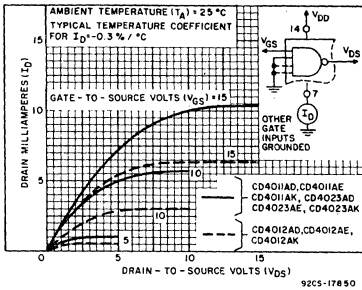 AMBIENT TEMPERATURE (TA) = 25°C
TYPICAL TEMPERATURE COEFFICIENT
FOR ID = -0.3 % / °C
GATE-TO-SOURCE VOLTS (VGS) = 15
15
10
10
5
DRAIN MILLIAMPERES (ID)
15
10
5
0
5
10
15
DRAIN-TO-SOURCE VOLTS (VDS)
VDD
14
VGS
VDS
7
ID
OTHER
GATE
INPUTS
GROUNDED
CD4011AD, CD4011AE
CD4011AK, CD4023AD
CD4023AE, CD4023AK
CD4012AD, CD4012AE,
CD4012AK
92CS-17850